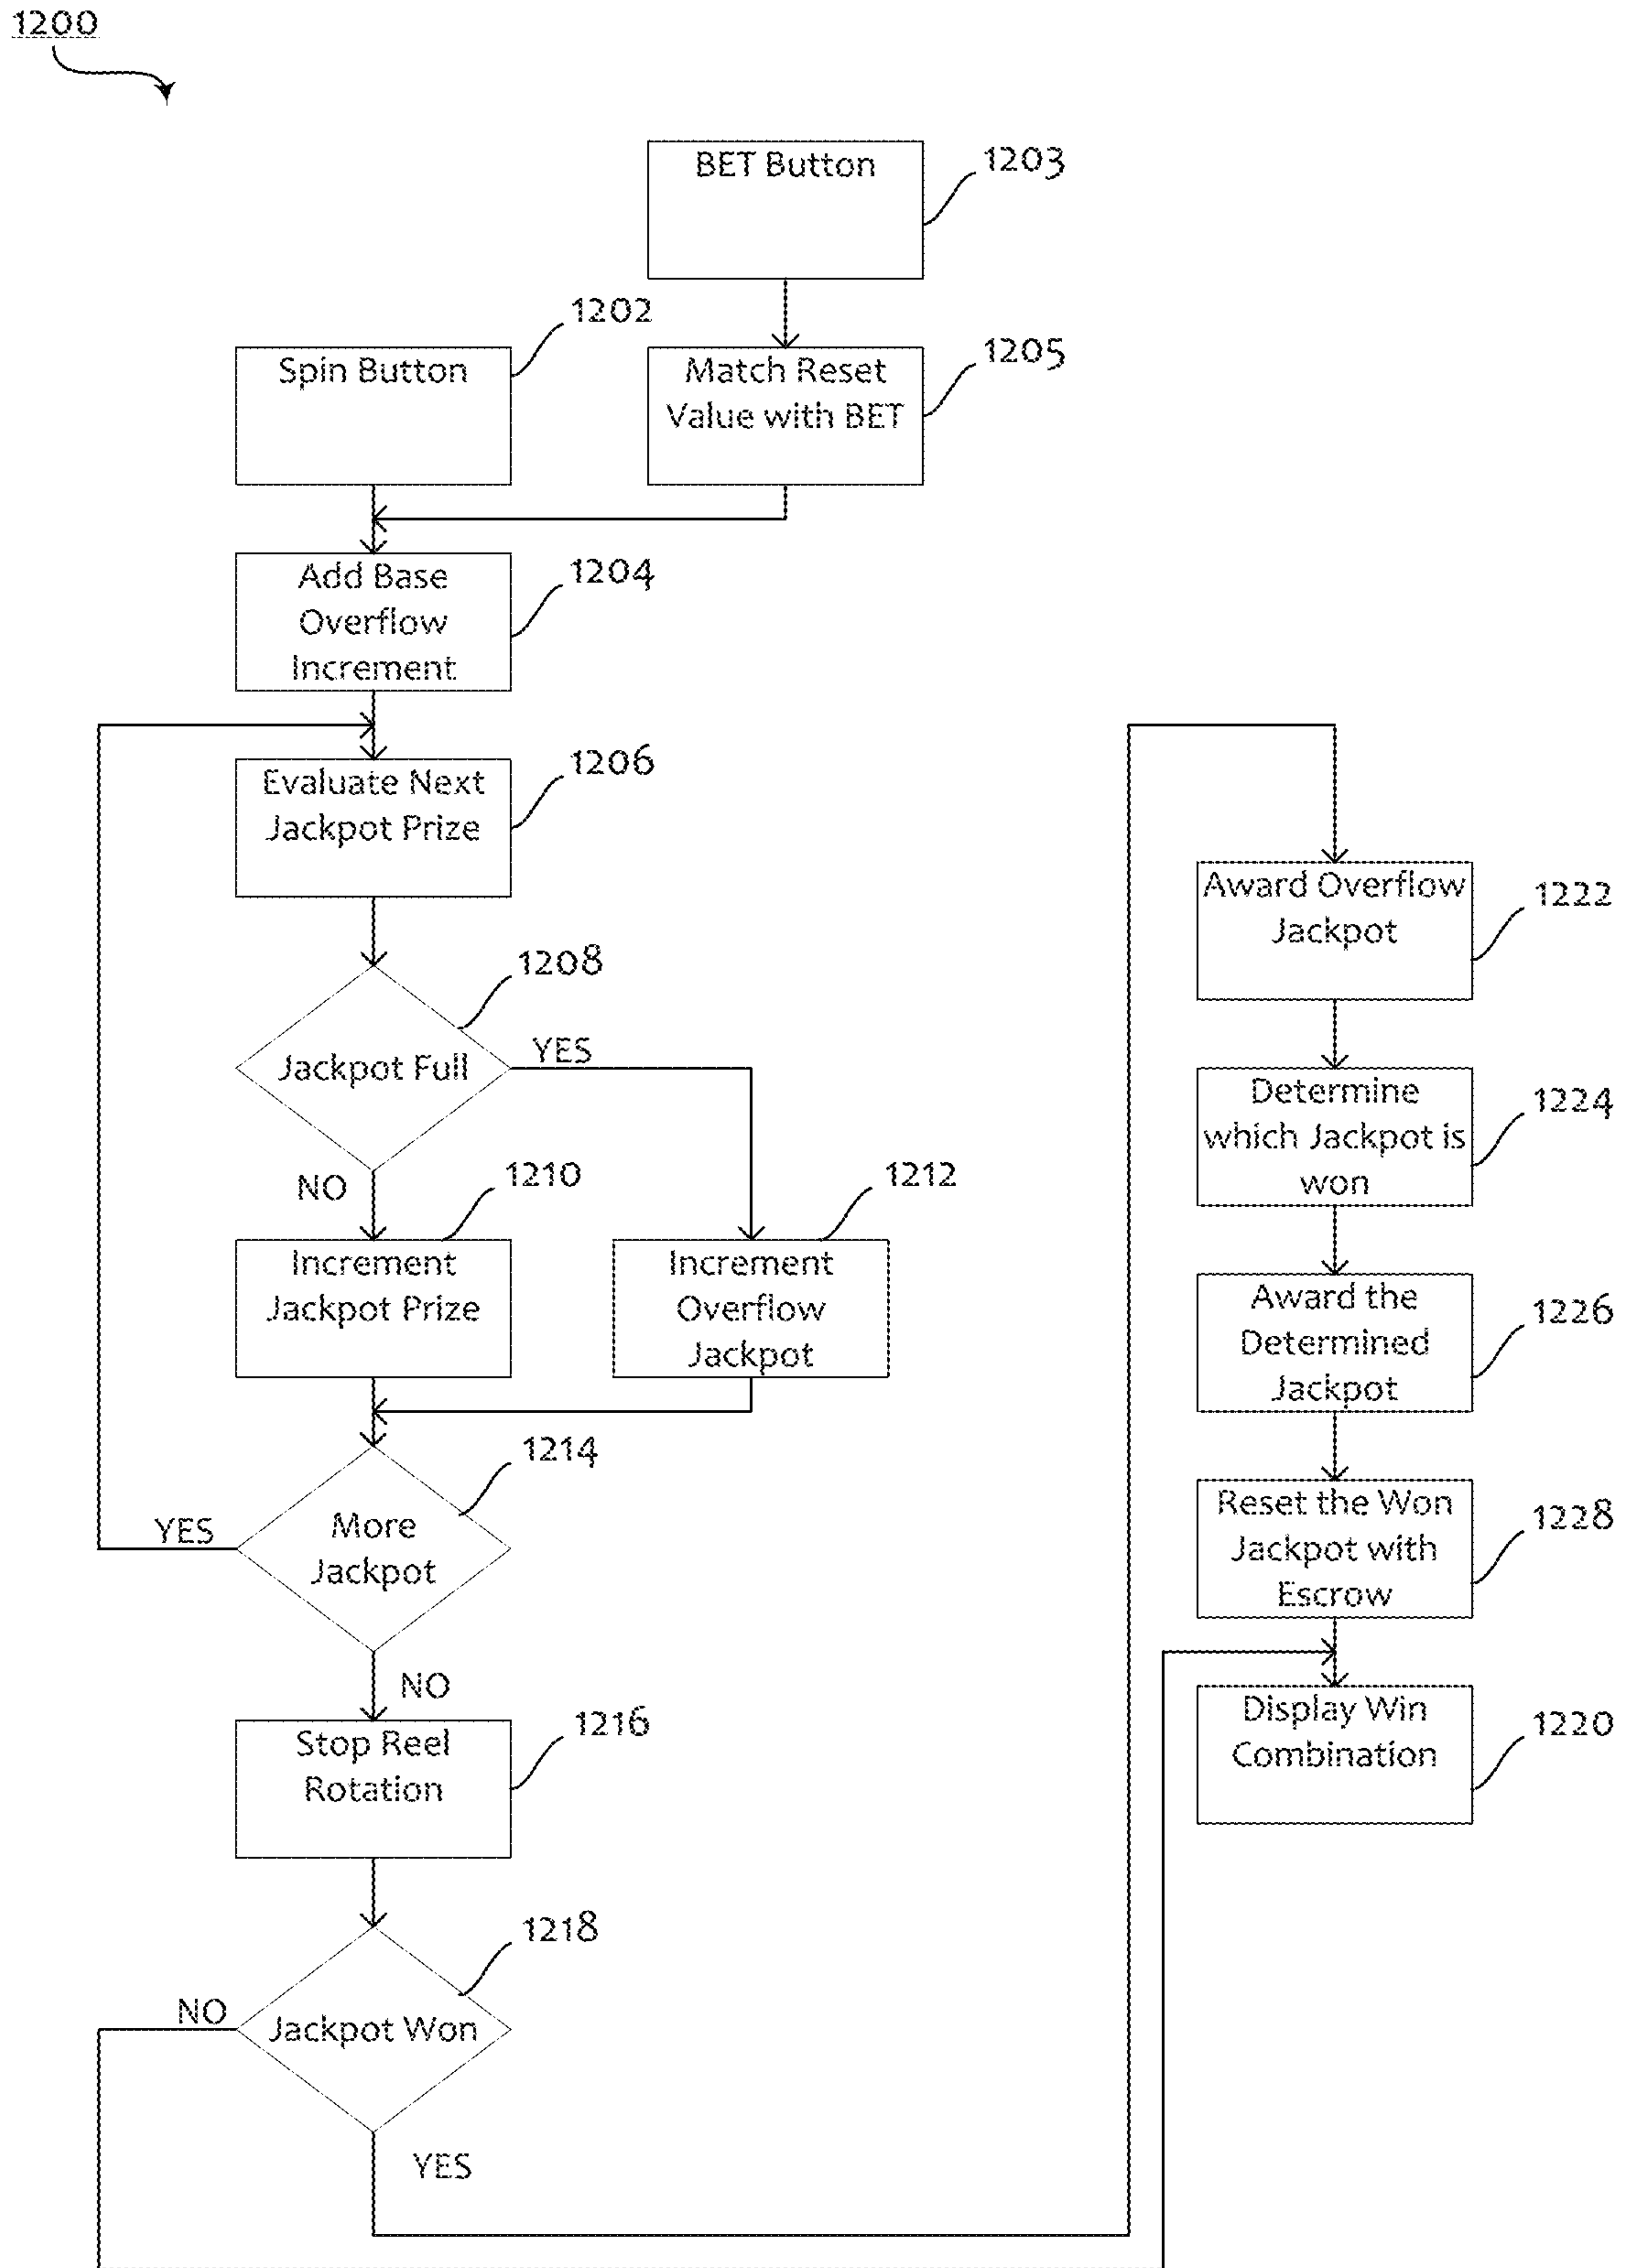 1200
BET Button
1203
1202
Spin Button
Match Reset
Value with BET
1205
Add Base
Overflow
Increment
1204
Evaluate Next
Jackpot Prize
1206
1208
Jackpot Full
YES
NO
1210
Increment
Jackpot Prize
1212
Increment
Overflow
Jackpot
1214
More
Jackpot
YES
NO
Stop Reel
Rotation
1216
1218
Jackpot Won
NO
YES
Award Overflow
Jackpot
1222
Determine
which Jackpot is
won
1224
Award the
Determined
Jackpot
1226
Reset the Won
Jackpot with
Escrow
1228
Display Win
Combination
1220